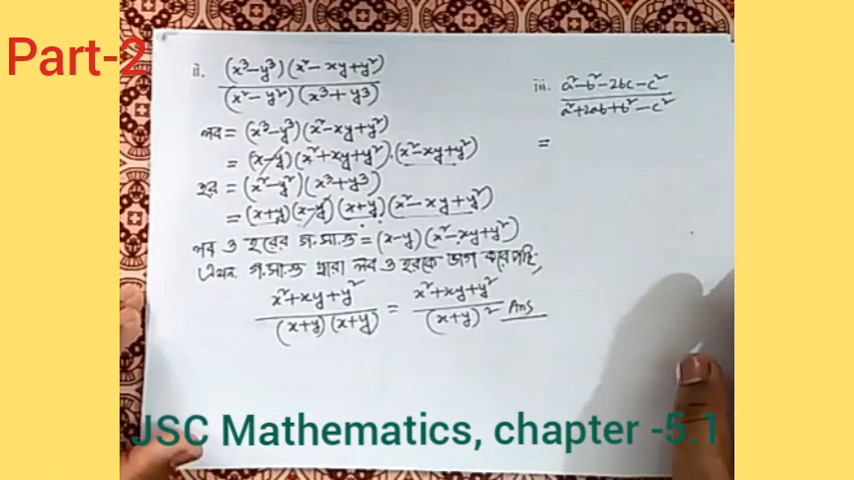 Part-2
ii. (x³-y³)(x²-xy+y²)
(x²-y²)(x³+y3)
লব = (x³-y³)(x²-xy+y²)
= (x-y)(x²+xy+y²).(x²-xy+y²)
হর = (x²-y²)(x³+y3)
= (x+y)(x-y)(x+y)(x²-xy+y²)
লব ও হরের গ.সা.গু = (x-y)(x²-xy+y²)
এখন গ.সা.গু দ্বারা লব ও হরকে ভাগ করে পাই,
x²+xy+y² = x²+xy+y²
(x+y)(x+y) (x+y)² Ans
iii. a²-b²-2bc-c²
a²+2ab+b²-c²
=
JSC Mathematics, chapter -5.1